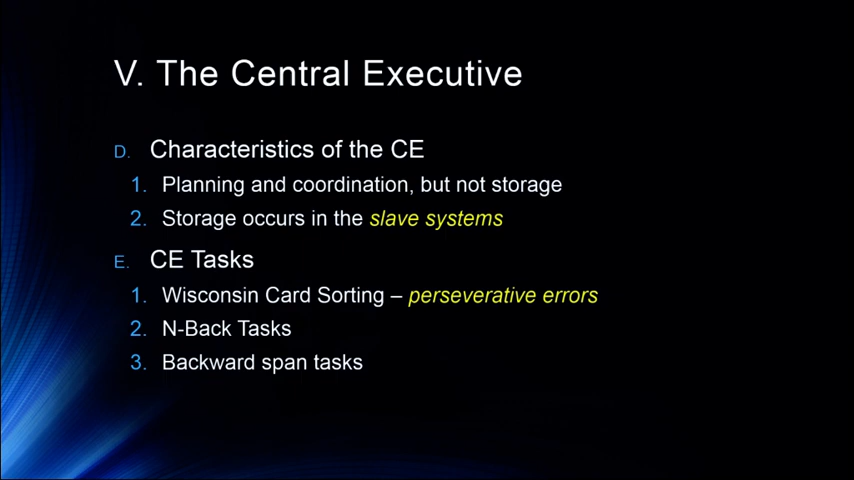 V. The Central Executive
D. Characteristics of the CE
1. Planning and coordination, but not storage
2. Storage occurs in the slave systems
E. CE Tasks
1. Wisconsin Card Sorting – perseverative errors
2. N-Back Tasks
3. Backward span tasks